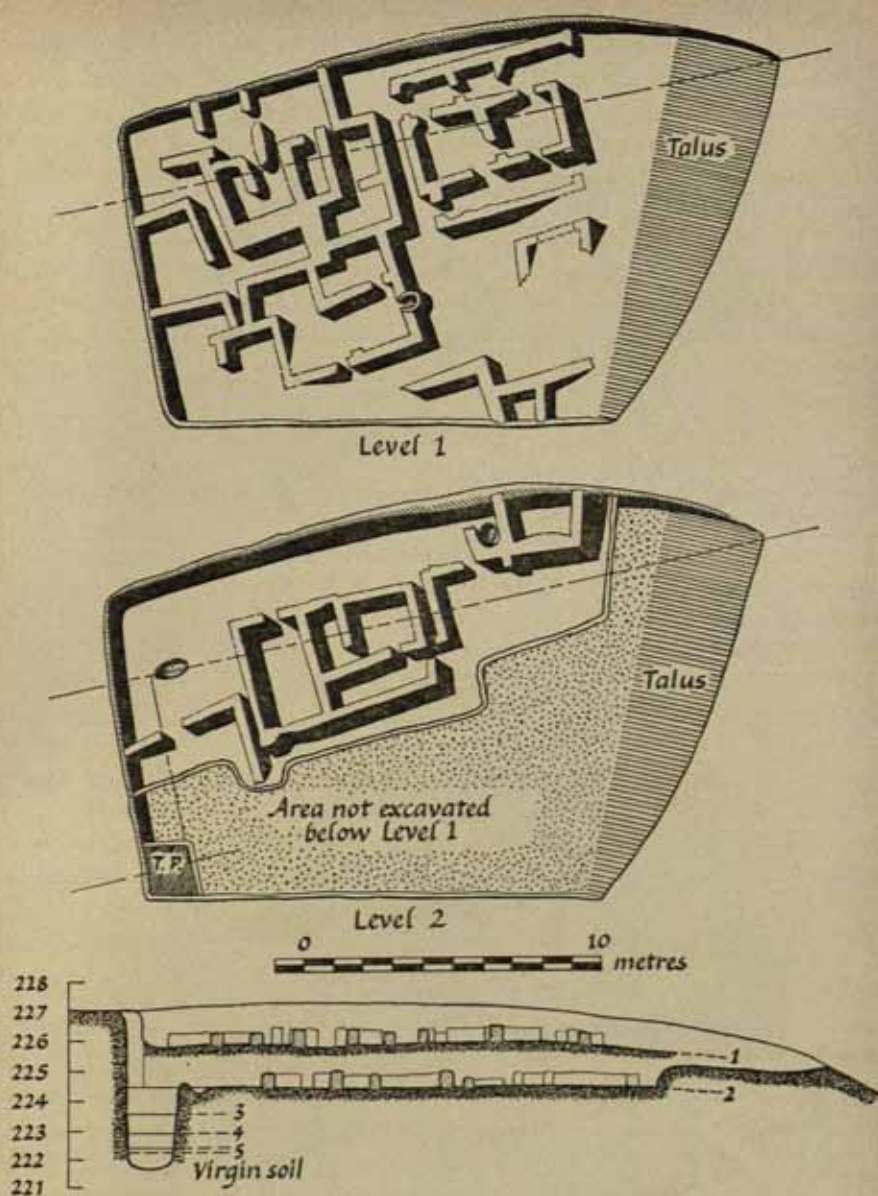 Talus
Level 1
Talus
Area not excavated
below Level 1
T.P.
Level 2
0 10
metres
218
227
226
225
224
223
222
221
1
2
3
4
5
Virgin soil